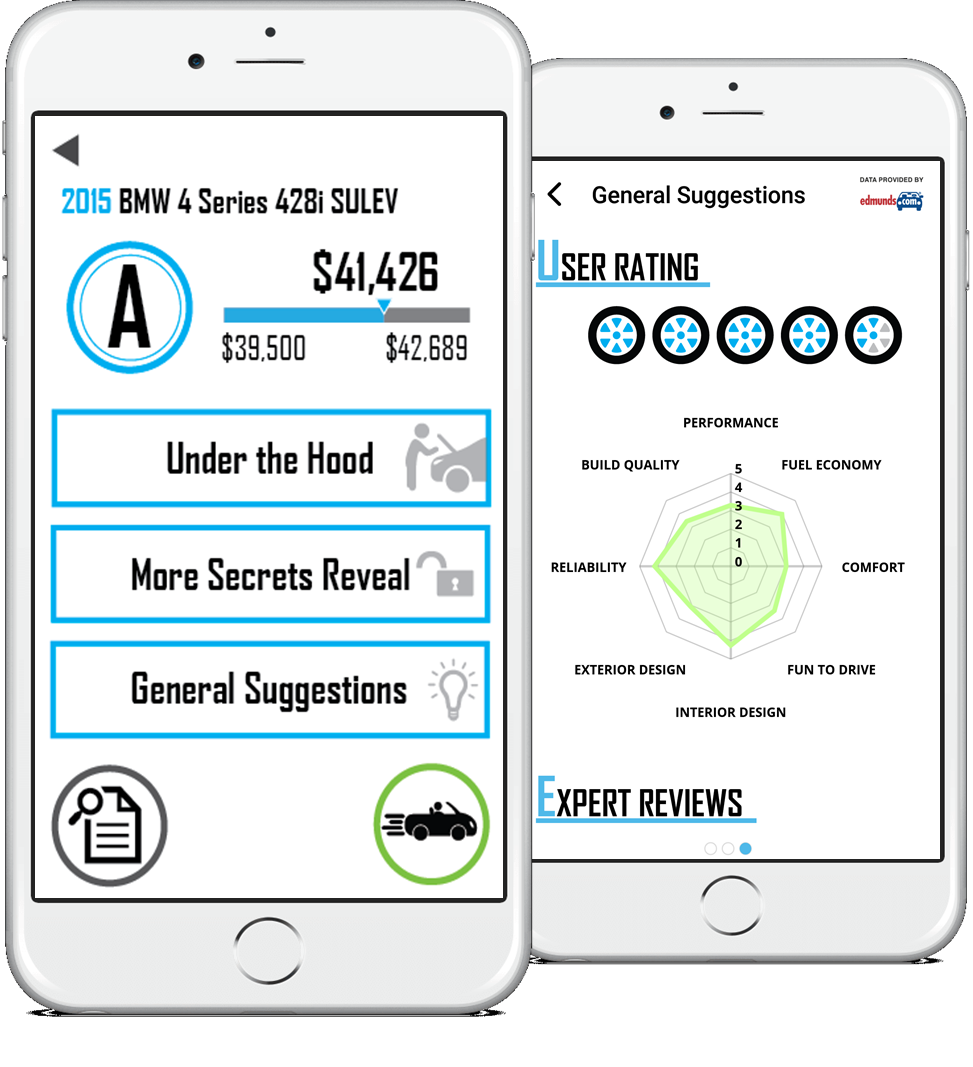 2015 BMW 4 Series 428i SULEV
A
$41,426
$39,500
$42,689
Under the Hood
More Secrets Reveal
General Suggestions
General Suggestions
DATA PROVIDED BY
edmunds.com
USER RATING
PERFORMANCE
BUILD QUALITY
FUEL ECONOMY
5
4
3
2
1
0
RELIABILITY
COMFORT
EXTERIOR DESIGN
FUN TO DRIVE
INTERIOR DESIGN
EXPERT REVIEWS